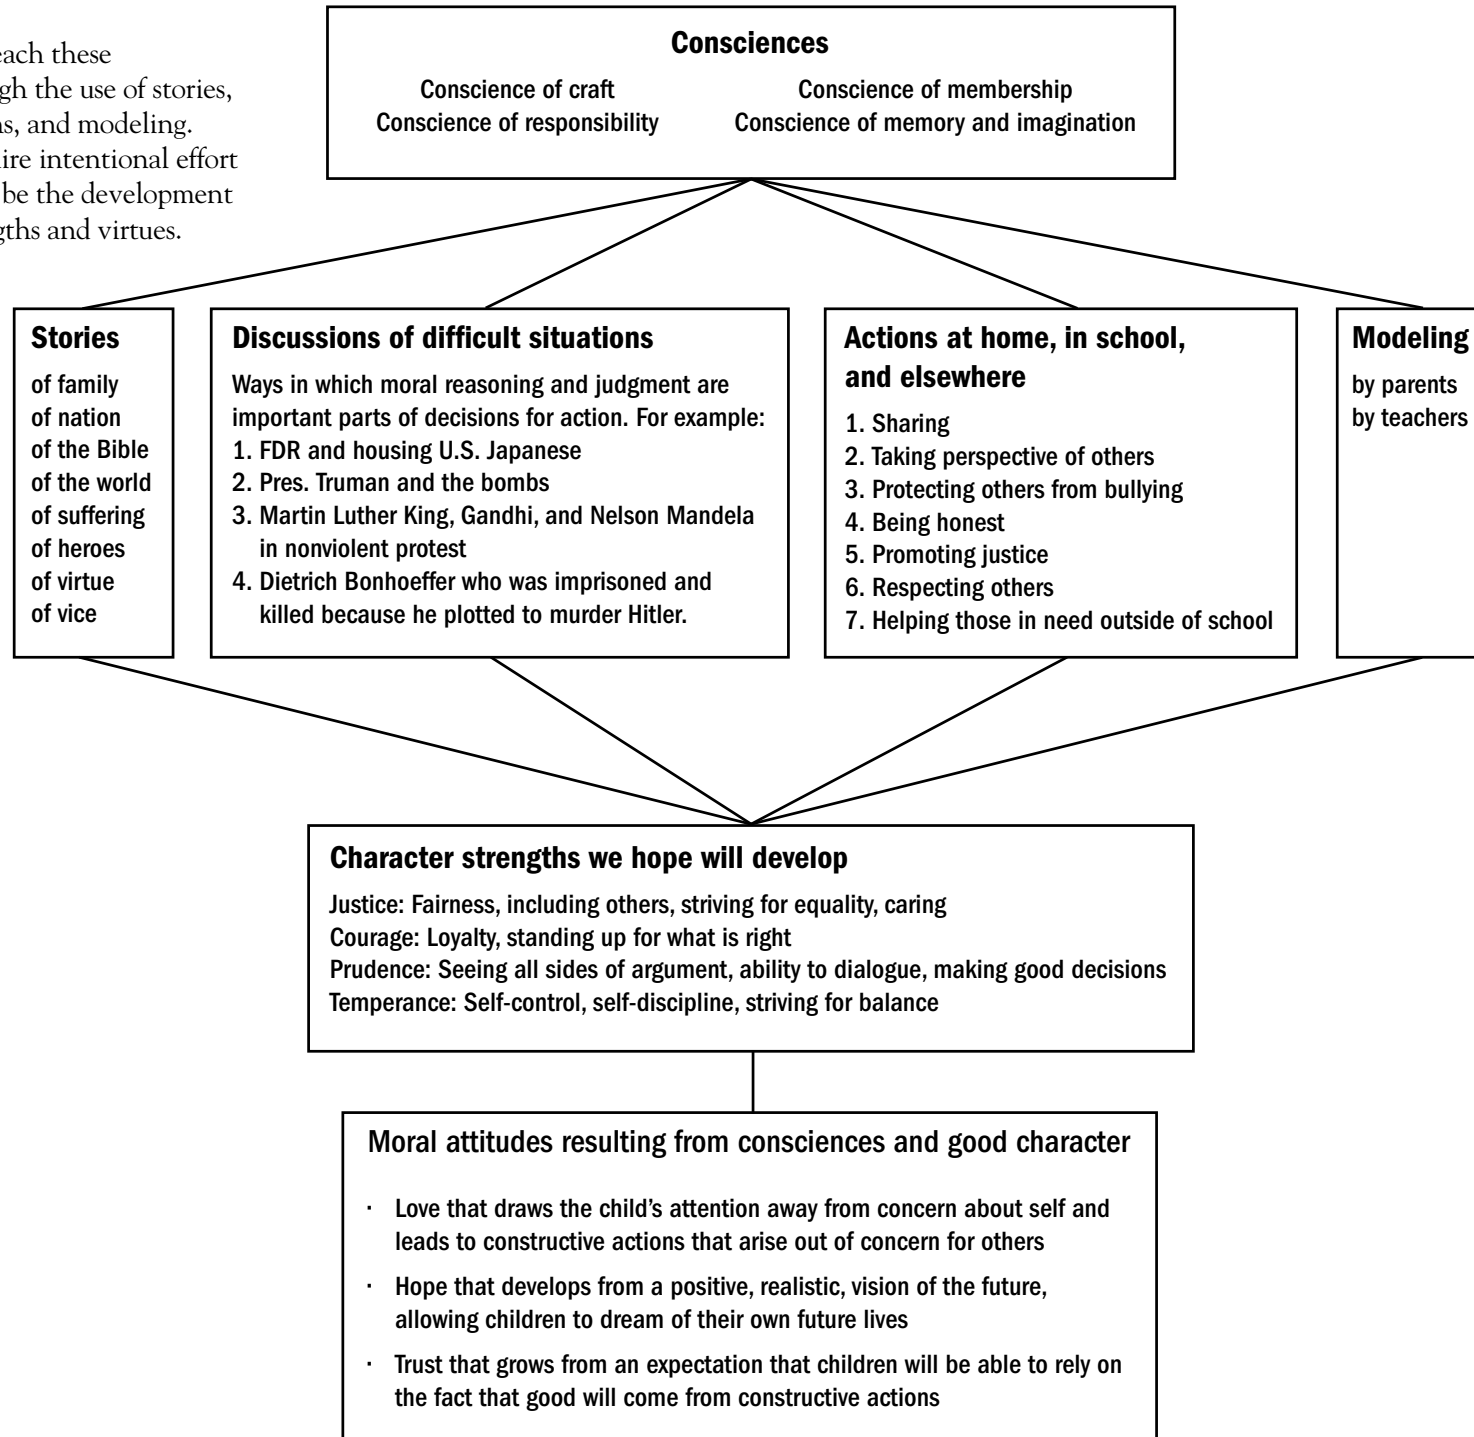 each these
gh the use of stories,
ns, and modeling.
ire intentional effort
be the development
gths and virtues.
Consciences
Conscience of craft
Conscience of responsibility
Conscience of membership
Conscience of memory and imagination
Stories
of family
of nation
of the Bible
of the world
of suffering
of heroes
of virtue
of vice
Discussions of difficult situations
Ways in which moral reasoning and judgment are
important parts of decisions for action. For example:
1. FDR and housing U.S. Japanese
2. Pres. Truman and the bombs
3. Martin Luther King, Gandhi, and Nelson Mandela
in nonviolent protest
4. Dietrich Bonhoeffer who was imprisoned and
killed because he plotted to murder Hitler.
Actions at home, in school,
and elsewhere
1. Sharing
2. Taking perspective of others
3. Protecting others from bullying
4. Being honest
5. Promoting justice
6. Respecting others
7. Helping those in need outside of school
Modeling
by parents
by teachers
Character strengths we hope will develop
Justice: Fairness, including others, striving for equality, caring
Courage: Loyalty, standing up for what is right
Prudence: Seeing all sides of argument, ability to dialogue, making good decisions
Temperance: Self-control, self-discipline, striving for balance
Moral attitudes resulting from consciences and good character
· Love that draws the child’s attention away from concern about self and
leads to constructive actions that arise out of concern for others
· Hope that develops from a positive, realistic, vision of the future,
allowing children to dream of their own future lives
· Trust that grows from an expectation that children will be able to rely on
the fact that good will come from constructive actions